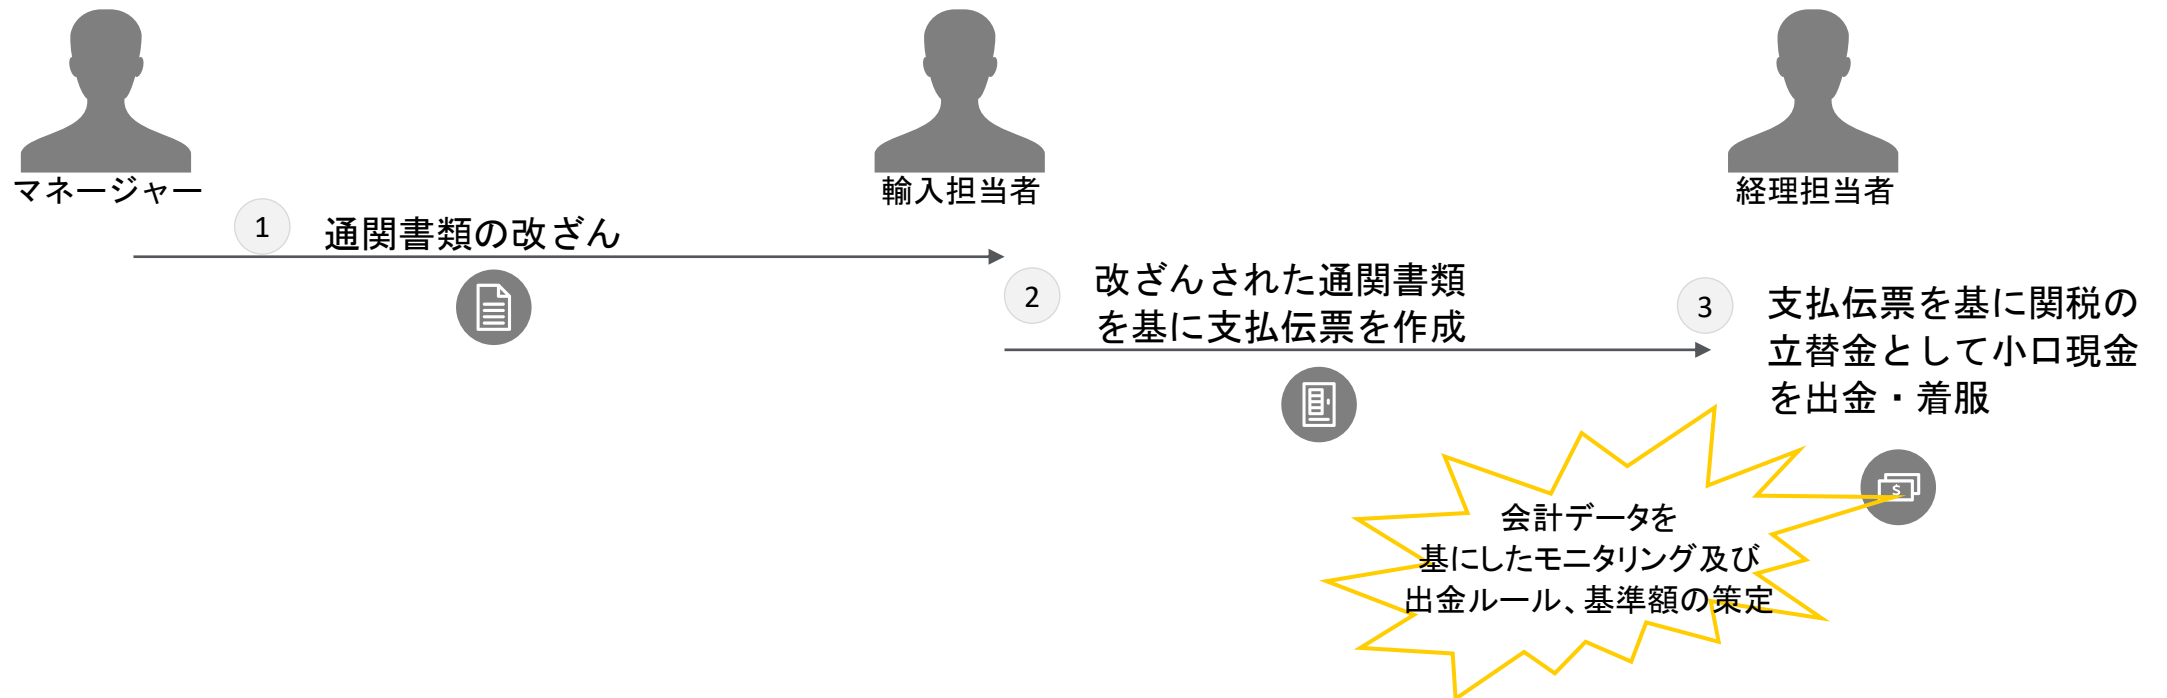 マネージャー
輸入担当者
経理担当者
1
通関書類の改ざん
2
改ざんされた通関書類
を基に支払伝票を作成
3
支払伝票を基に関税の
立替金として小口現金
を出金・着服
$
会計データを
基にしたモニタリング及び
出金ルール、基準額の策定